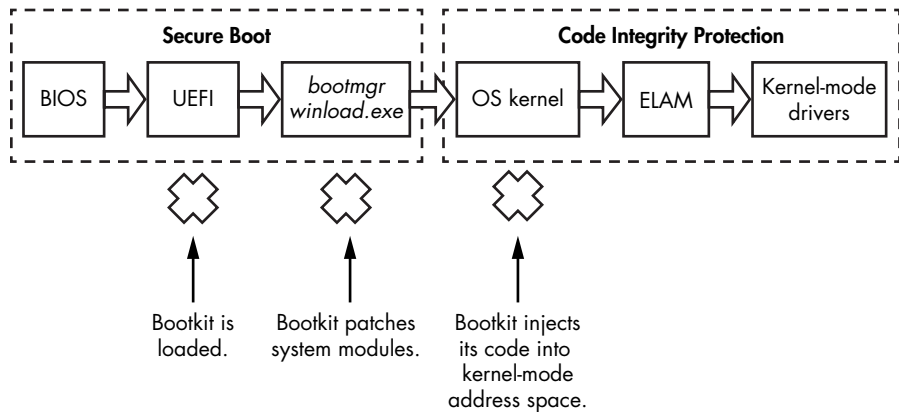 Secure Boot
Code Integrity Protection
BIOS
UEFI
bootmgr
winload.exe
OS kernel
ELAM
Kernel-mode
drivers
Bootkit is
loaded.
Bootkit patches
system modules.
Bootkit injects
its code into
kernel-mode
address space.